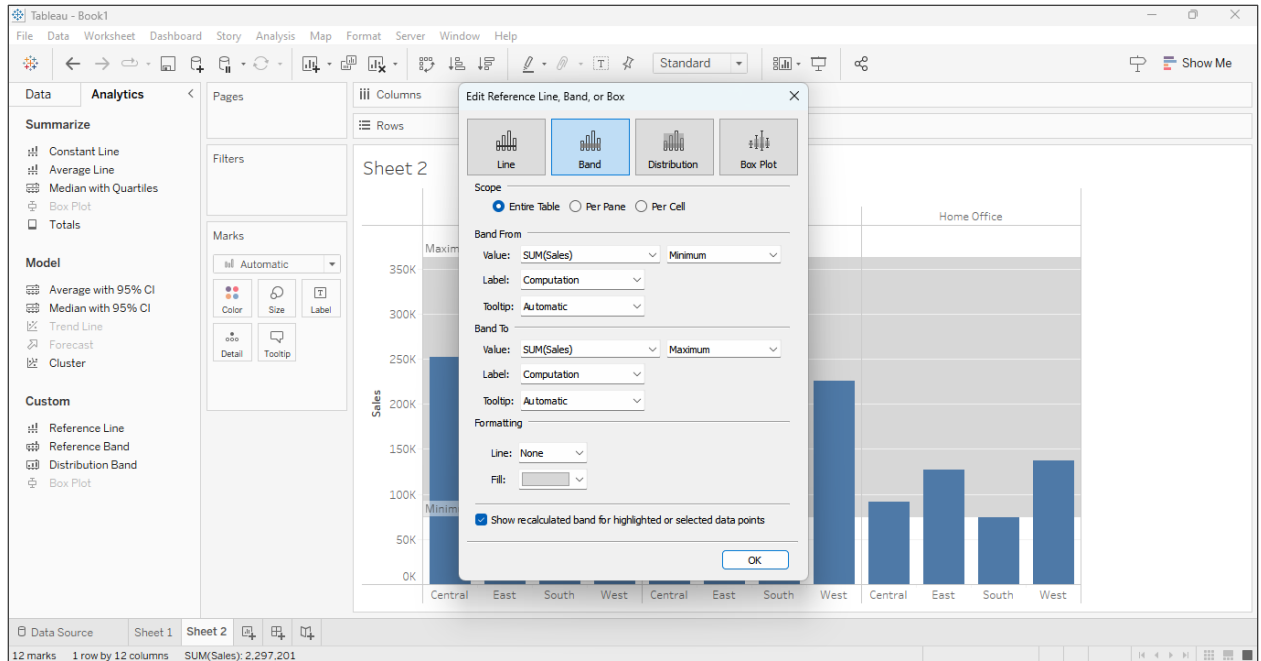 Tableau - Book1
File Data Worksheet Dashboard Story Analysis Map Format Server Window Help
Standard
Show Me
Data Analytics
Summarize
Constant Line
Average Line
Median with Quartiles
Box Plot
Totals
Model
Average with 95% CI
Median with 95% CI
Trend Line
Forecast
Cluster
Custom
Reference Line
Reference Band
Distribution Band
Box Plot
Pages
Filters
Marks
Automatic
Color Size Label
Detail Tooltip
Columns
Rows
Sheet 2
Home Office
Maxim
Minim
Sales
350K
300K
250K
200K
150K
100K
50K
0K
Central East South West Central East South West Central East South West
Edit Reference Line, Band, or Box
Line Band Distribution Box Plot
Scope
Entire Table Per Pane Per Cell
Band From
Value: SUM(Sales) Minimum
Label: Computation
Tooltip: Automatic
Band To
Value: SUM(Sales) Maximum
Label: Computation
Tooltip: Automatic
Formatting
Line: None
Fill:
Show recalculated band for highlighted or selected data points
OK
Data Source Sheet 1 Sheet 2
12 marks 1 row by 12 columns SUM(Sales): 2,297,201